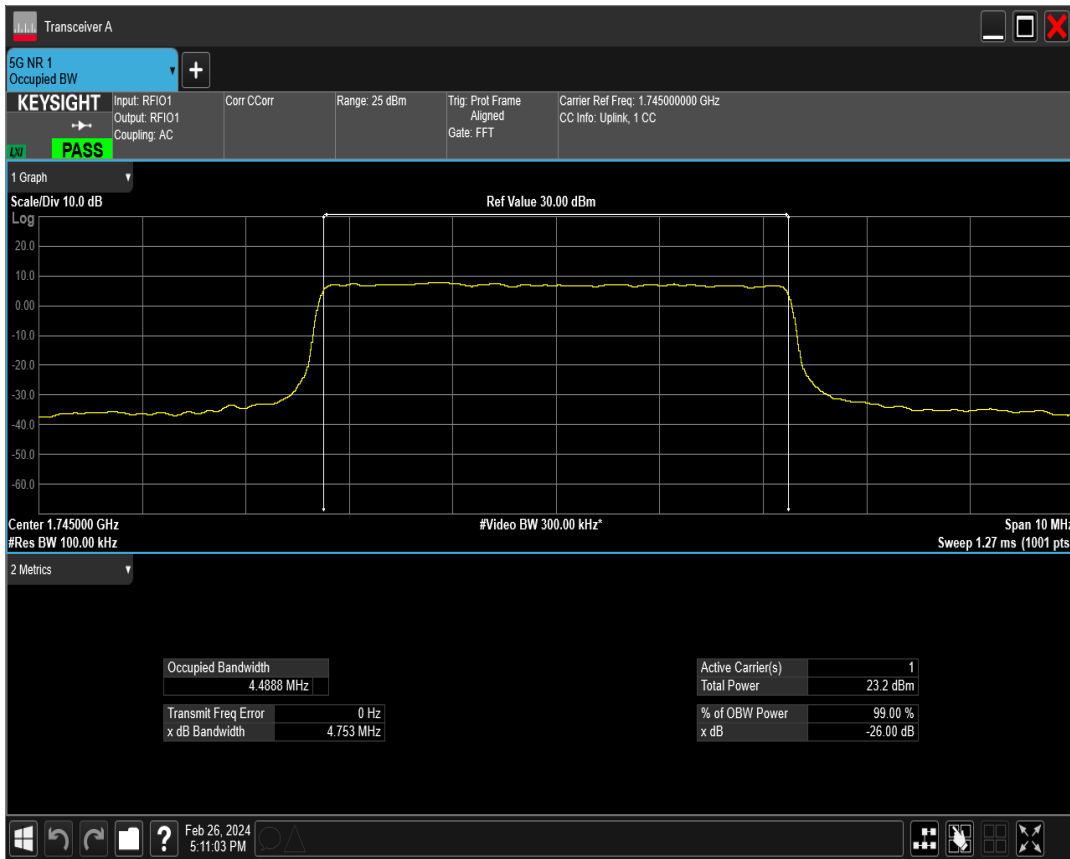 Transceiver A
5G NR 1
Occupied BW
+
KEYSIGHT
LXI
PASS
Input: RFIO1
Output: RFIO1
Coupling: AC
Corr CCorr
Range: 25 dBm
Trig: Prot Frame
Aligned
Gate: FFT
Carrier Ref Freq: 1.745000000 GHz
CC Info: Uplink, 1 CC
1 Graph
Scale/Div 10.0 dB
Ref Value 30.00 dBm
Log
20.0
10.0
0.00
-10.0
-20.0
-30.0
-40.0
-50.0
-60.0
Center 1.745000 GHz
#Video BW 300.00 kHz*
Span 10 MHz
#Res BW 100.00 kHz
Sweep 1.27 ms (1001 pts
2 Metrics
Occupied Bandwidth
4.4888 MHz
Transmit Freq Error 0 Hz
x dB Bandwidth 4.753 MHz
Active Carrier(s) 1
Total Power 23.2 dBm
% of OBW Power 99.00 %
x dB -26.00 dB
?
Feb 26, 2024
5:11:03 PM